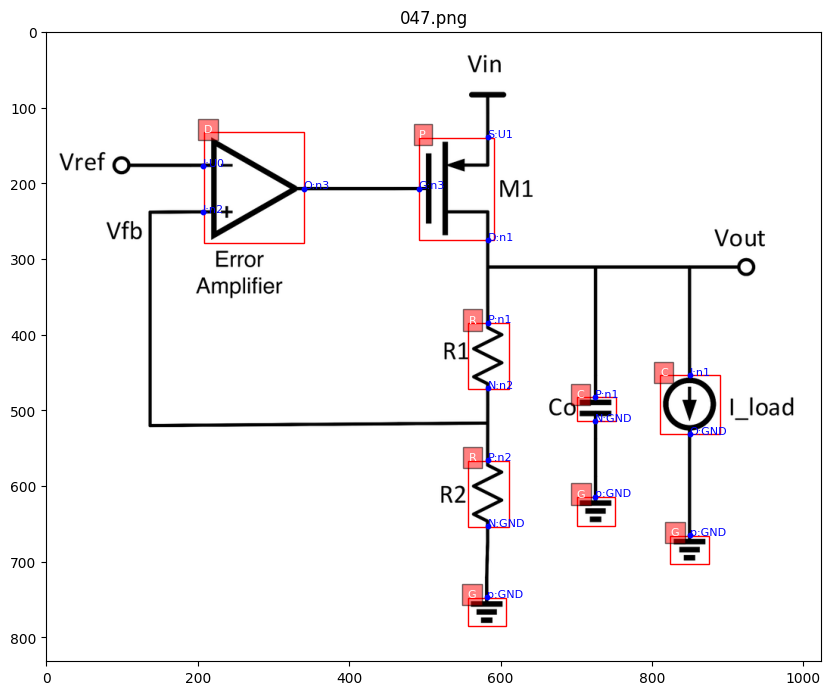 047.png
Vin
D
P
S:U1
Vref
I:n0
−
O:n3
G:n3
M1
I:n2
+
Vfb
D:n1
Vout
Error
Amplifier
R
P:n1
R1
N:n2
C
P:n1
Co
N:GND
C
I:n1
I_load
O:GND
R
P:n2
R2
N:GND
G
p:GND
G
p:GND
G
p:GND
0
100
200
300
400
500
600
700
800
0
200
400
600
800
1000